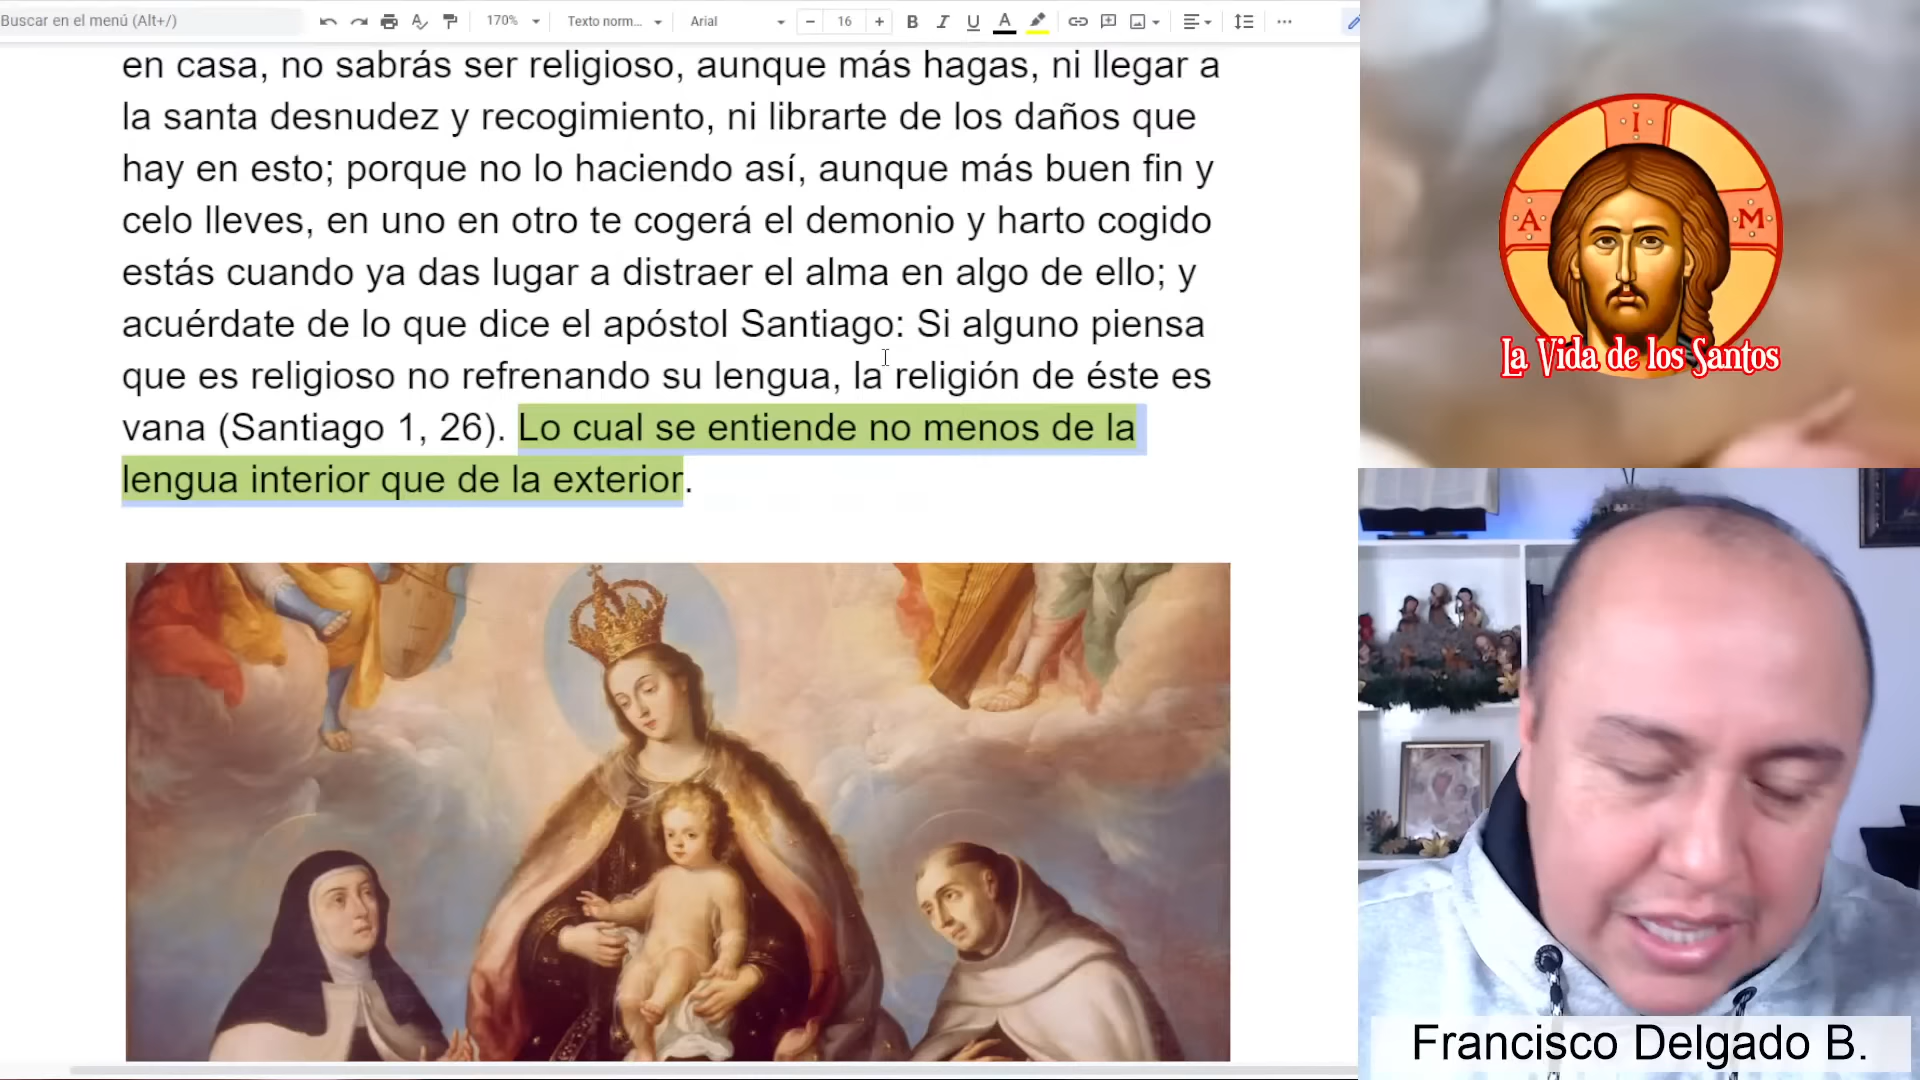 Buscar en el menú (Alt+/)
170%
Texto norm...
Arial
16
B I U A
en casa, no sabrás ser religioso, aunque más hagas, ni llegar a
la santa desnudez y recogimiento, ni librarte de los daños que
hay en esto; porque no lo haciendo así, aunque más buen fin y
celo lleves, en uno en otro te cogerá el demonio y harto cogido
estás cuando ya das lugar a distraer el alma en algo de ello; y
acuérdate de lo que dice el apóstol Santiago: Si alguno piensa
que es religioso no refrenando su lengua, la religión de éste es
vana (Santiago 1, 26). Lo cual se entiende no menos de la
lengua interior que de la exterior.
I
A M
La Vida de los Santos
Francisco Delgado B.